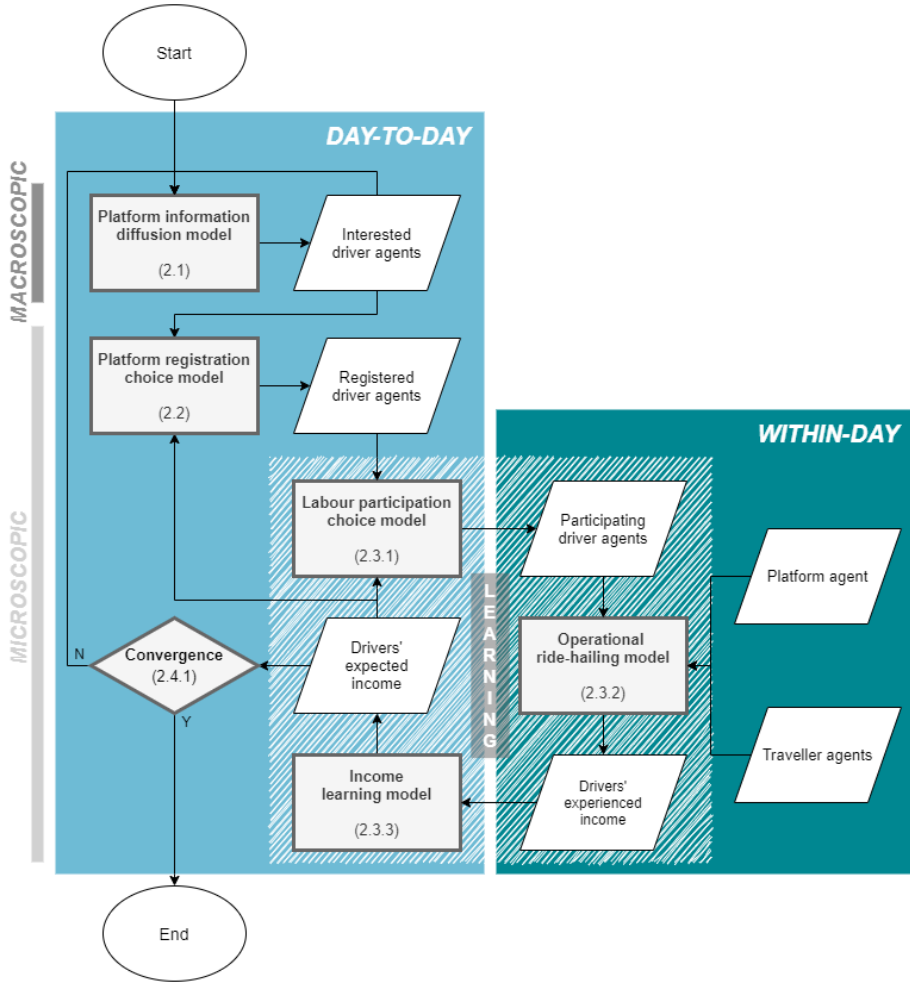 Start
DAY-TO-DAY
MACROSCOPIC
Platform information
diffusion model
(2.1)
Interested
driver agents
MICROSCOPIC
Platform registration
choice model
(2.2)
Registered
driver agents
WITHIN-DAY
Labour participation
choice model
(2.3.1)
Participating
driver agents
Platform agent
LEARNING
N
Convergence
(2.4.1)
Y
Drivers'
expected
income
Operational
ride-hailing model
(2.3.2)
Income
learning model
(2.3.3)
Drivers'
experienced
income
Traveller agents
End